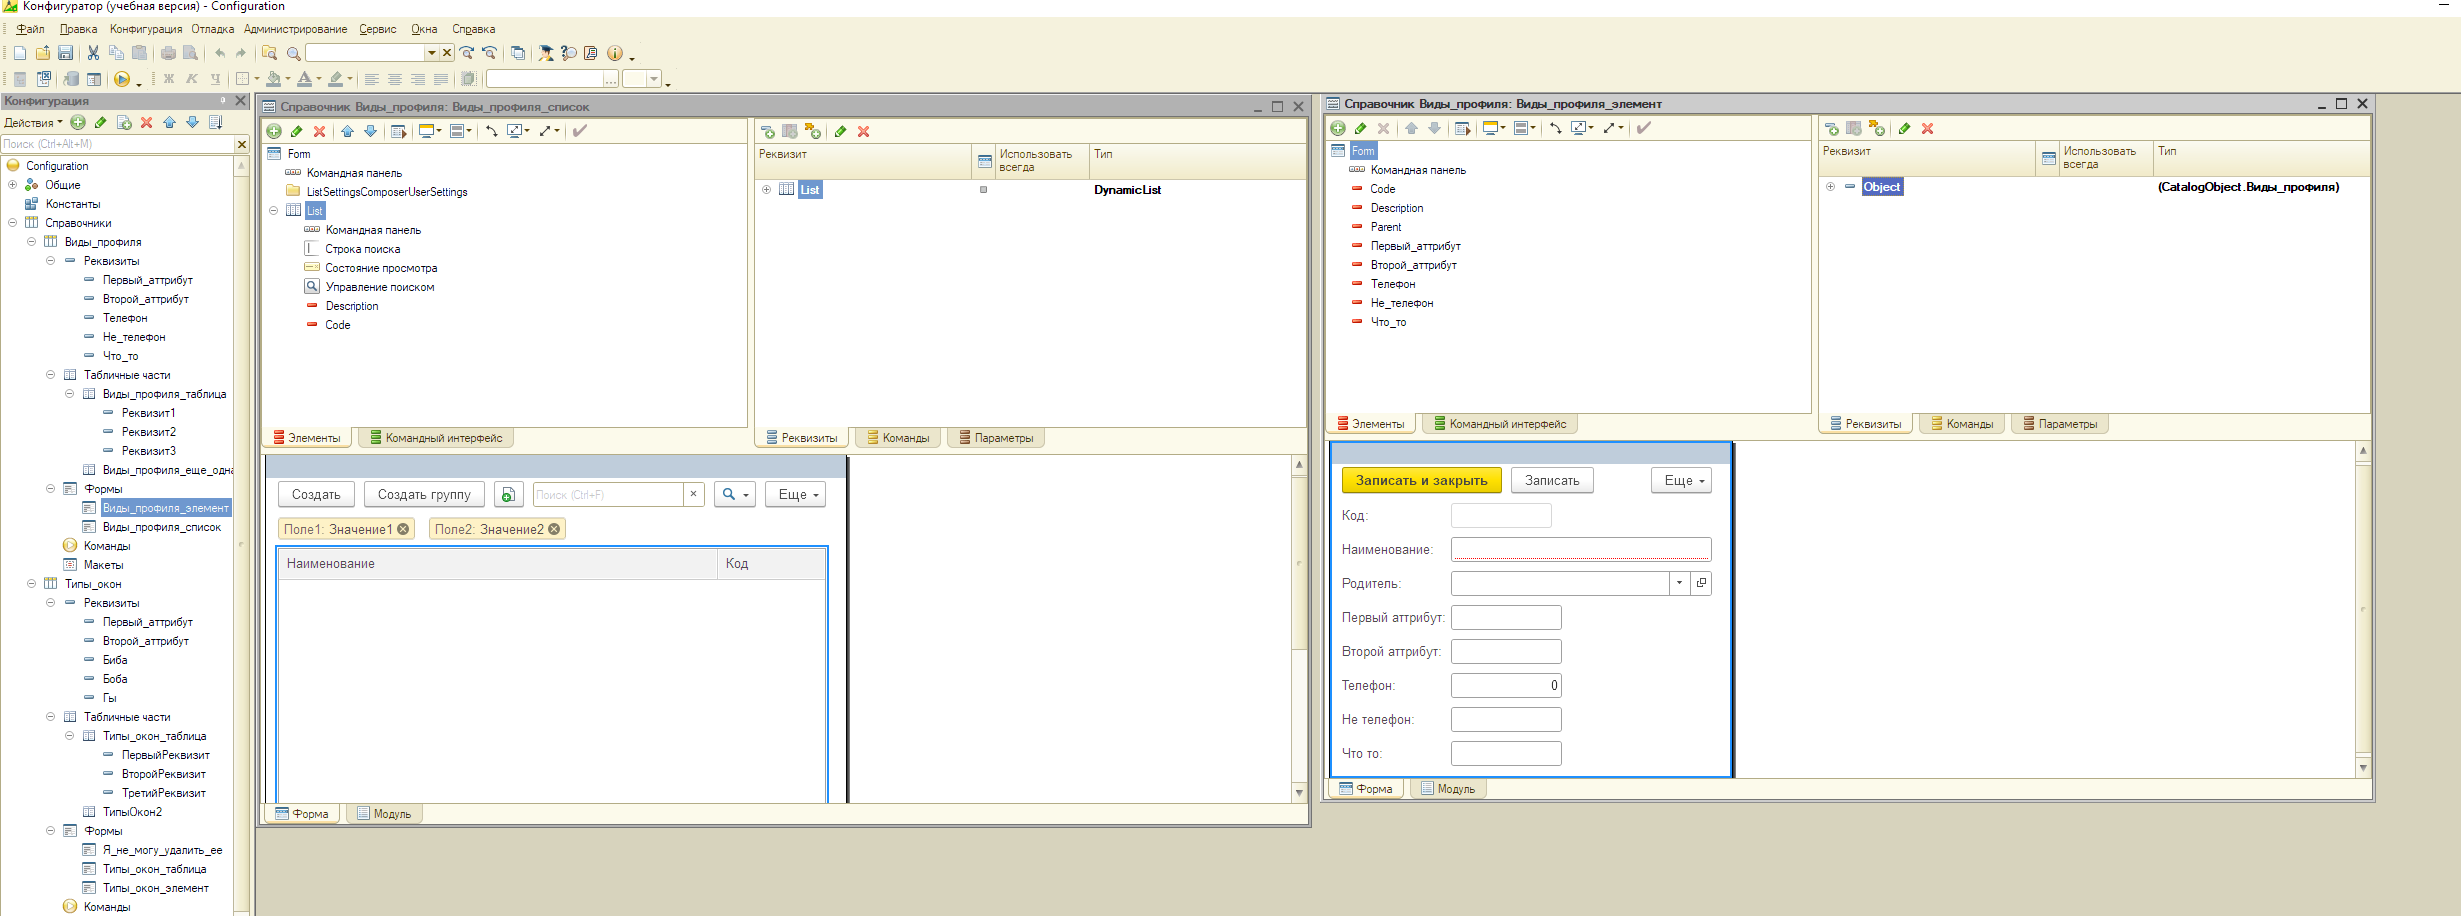 Конфигуратор (учебная версия) - Configuration
Файл Правка Конфигурация Отладка Администрирование Сервис Окна Справка
Ж К Ч
Конфигурация
Действия
Поиск (Ctrl+Alt+M)
Configuration
Общие
Константы
Справочники
Виды_профиля
Реквизиты
Первый_аттрибут
Второй_аттрибут
Телефон
Не_телефон
Что_то
Табличные части
Виды_профиля_таблица
Реквизит1
Реквизит2
Реквизит3
Виды_профиля_еще_одна
Формы
Виды_профиля_элемент
Виды_профиля_список
Команды
Макеты
Типы_окон
Реквизиты
Первый_аттрибут
Второй_аттрибут
Биба
Боба
Гы
Табличные части
Типы_окон_таблица
ПервыйРеквизит
ВторойРеквизит
ТретийРеквизит
ТипыОкон2
Формы
Я_не_могу_удалить_ее
Типы_окон_таблица
Типы_окон_элемент
Команды
Справочник Виды_профиля: Виды_профиля_список
Form
Командная панель
ListSettingsComposerUserSettings
List
Командная панель
Строка поиска
Состояние просмотра
Управление поиском
Description
Code
Элементы Командный интерфейс
Реквизит Использовать всегда Тип
List DynamicList
Реквизиты Команды Параметры
Создать Создать группу Поиск (Ctrl+F) × Еще
Поле1: Значение1 Поле2: Значение2
Наименование Код
Форма Модуль
Справочник Виды_профиля: Виды_профиля_элемент
Form
Командная панель
Code
Description
Parent
Первый_аттрибут
Второй_аттрибут
Телефон
Не_телефон
Что_то
Элементы Командный интерфейс
Реквизит Использовать всегда Тип
Object (CatalogObject.Виды_профиля)
Реквизиты Команды Параметры
Записать и закрыть Записать Еще
Код:
Наименование:
Родитель:
Первый аттрибут:
Второй аттрибут:
Телефон: 0
Не телефон:
Что то:
Форма Модуль